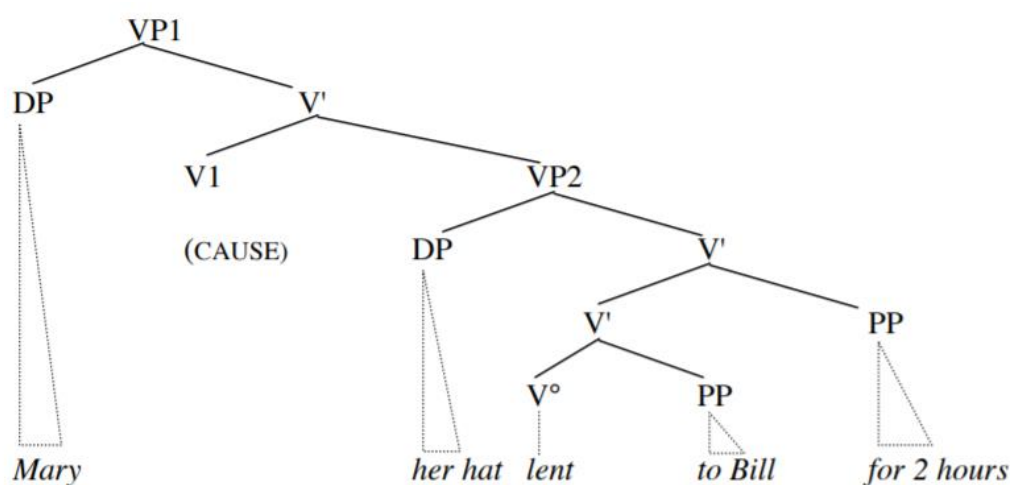 VP1
DP V'
V1 VP2
(CAUSE) DP V'
V' PP
V° PP
Mary her hat lent to Bill for 2 hours